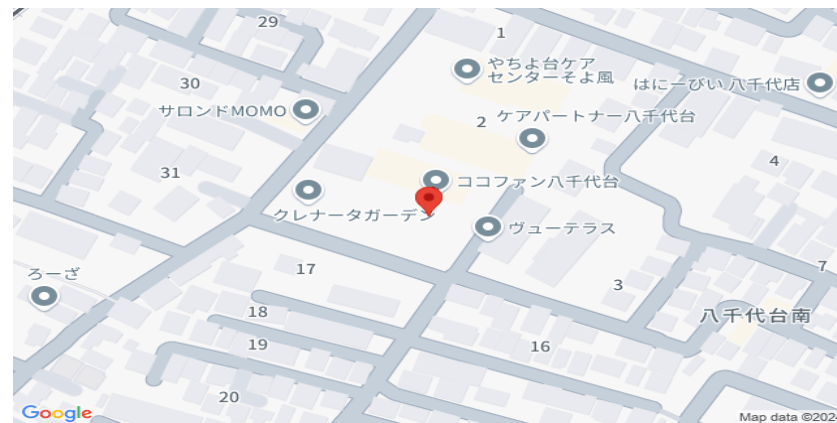 29
1
やちよ台ケア
センターそよ風
30
はにーびい 八千代店
サロンドMOMO
2
ケアパートナー八千代台
4
31
ココファン八千代台
クレナータガーデン
ヴューテラス
17
ろーざ
7
3
18
八千代台南
19
16
20
Google
Map data ©2024